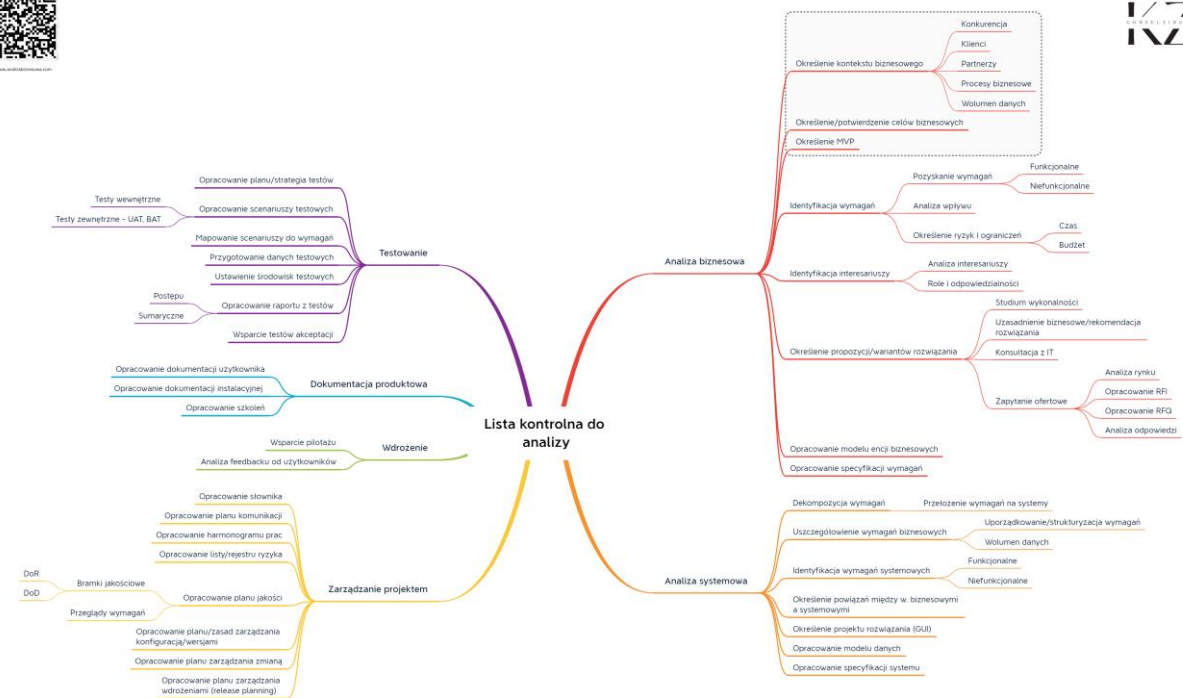 www.analizabiznesowa.com
KZ
CONSULTING
Lista kontrolna do
analizy
Analiza biznesowa
Określenie kontekstu biznesowego
Konkurencja
Klienci
Partnerzy
Procesy biznesowe
Wolumen danych
Określenie/potwierdzenie celów biznesowych
Określenie MVP
Identyfikacja wymagań
Pozyskanie wymagań
Funkcjonalne
Niefunkcjonalne
Analiza wpływu
Określenie ryzyk i ograniczeń
Czas
Budżet
Identyfikacja interesariuszy
Analiza interesariuszy
Role i odpowiedzialności
Określenie propozycji/wariantów rozwiązania
Studium wykonalności
Uzasadnienie biznesowe/rekomendacja
rozwiązania
Konsultacja z IT
Zapytanie ofertowe
Analiza rynku
Opracowanie RFI
Opracowanie RFQ
Analiza odpowiedzi
Opracowanie modelu encji biznesowych
Opracowanie specyfikacji wymagań
Analiza systemowa
Dekompozycja wymagań
Przełożenie wymagań na systemy
Uszczegółowienie wymagań biznesowych
Uporządkowanie/strukturyzacja wymagań
Wolumen danych
Identyfikacja wymagań systemowych
Funkcjonalne
Niefunkcjonalne
Określenie powiązań między w. biznesowymi
a systemowymi
Określenie projektu rozwiązania (GUI)
Opracowanie modelu danych
Opracowanie specyfikacji systemu
Testowanie
Opracowanie planu/strategia testów
Opracowanie scenariuszy testowych
Testy wewnętrzne
Testy zewnętrzne - UAT, BAT
Mapowanie scenariuszy do wymagań
Przygotowanie danych testowych
Ustawienie środowisk testowych
Opracowanie raportu z testów
Postępu
Sumaryczne
Wsparcie testów akceptacji
Dokumentacja produktowa
Opracowanie dokumentacji użytkownika
Opracowanie dokumentacji instalacyjnej
Opracowanie szkoleń
Wdrożenie
Wsparcie pilotażu
Analiza feedbacku od użytkowników
Zarządzanie projektem
Opracowanie słownika
Opracowanie planu komunikacji
Opracowanie harmonogramu prac
Opracowanie listy/rejestru ryzyka
Opracowanie planu jakości
Bramki jakościowe
DoR
DoD
Przeglądy wymagań
Opracowanie planu/zasad zarządzania
konfiguracją/wersjami
Opracowanie planu zarządzania zmianą
Opracowanie planu zarządzania
wdrożeniami (release planning)